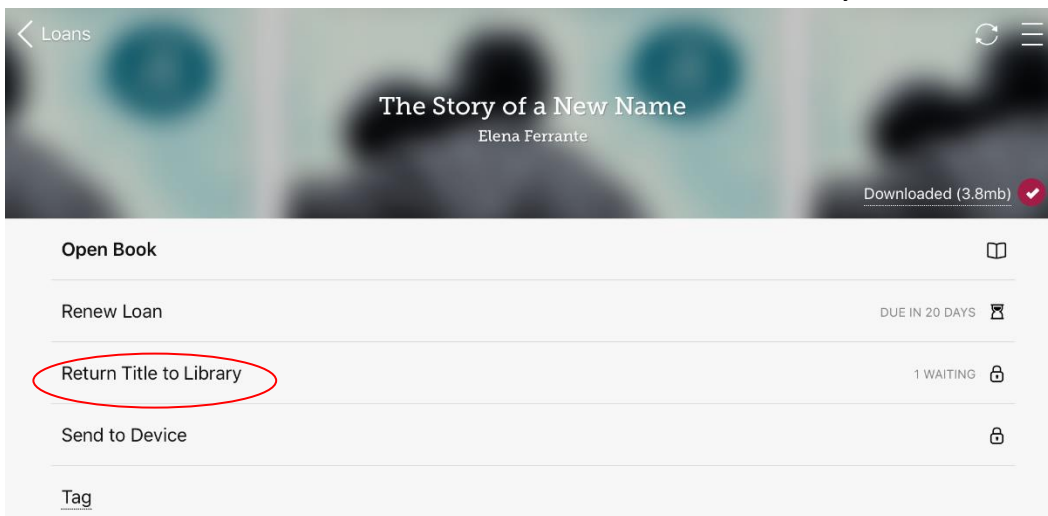 Loans
The Story of a New Name
Elena Ferrante
Downloaded (3.8mb)
Open Book
Renew Loan DUE IN 20 DAYS
Return Title to Library 1 WAITING
Send to Device
Tag